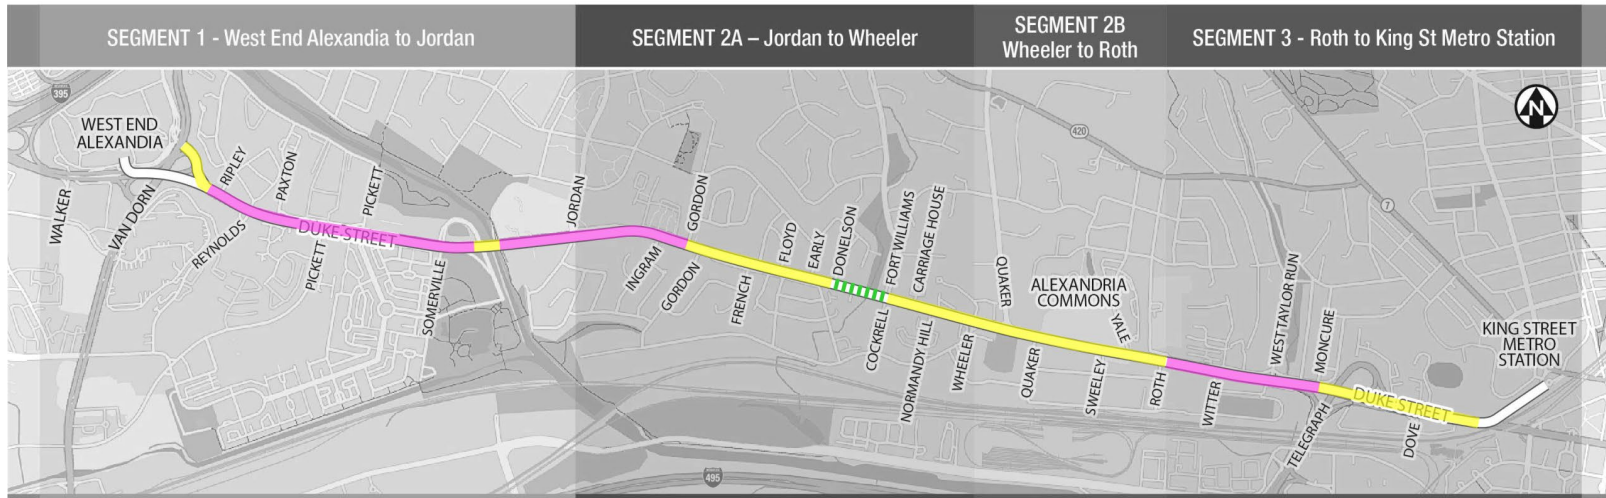 SEGMENT 1 - West End Alexandia to Jordan
SEGMENT 2A – Jordan to Wheeler
SEGMENT 2B
Wheeler to Roth
SEGMENT 3 - Roth to King St Metro Station
395
WEST END
ALEXANDIA
N
420
7
WALKER
VAN DORN
RIPLEY
REYNOLDS
PAXTON
PICKETT
PICKETT
DUKE STREET
SOMERVILLE
JORDAN
INGRAM
GORDON
GORDON
FRENCH
FLOYD
EARLY
DONELSON
COCKRELL
FORT WILLIAMS
NORMANDY HILL
CARRIAGE HOUSE
WHEELER
QUAKER
QUAKER
ALEXANDRIA
COMMONS
SWEELEY
YALE
ROTH
WITTER
WEST TAYLOR RUN
TELEGRAPH
MONCURE
DUKE STREET
DOVE
KING STREET
METRO
STATION
495